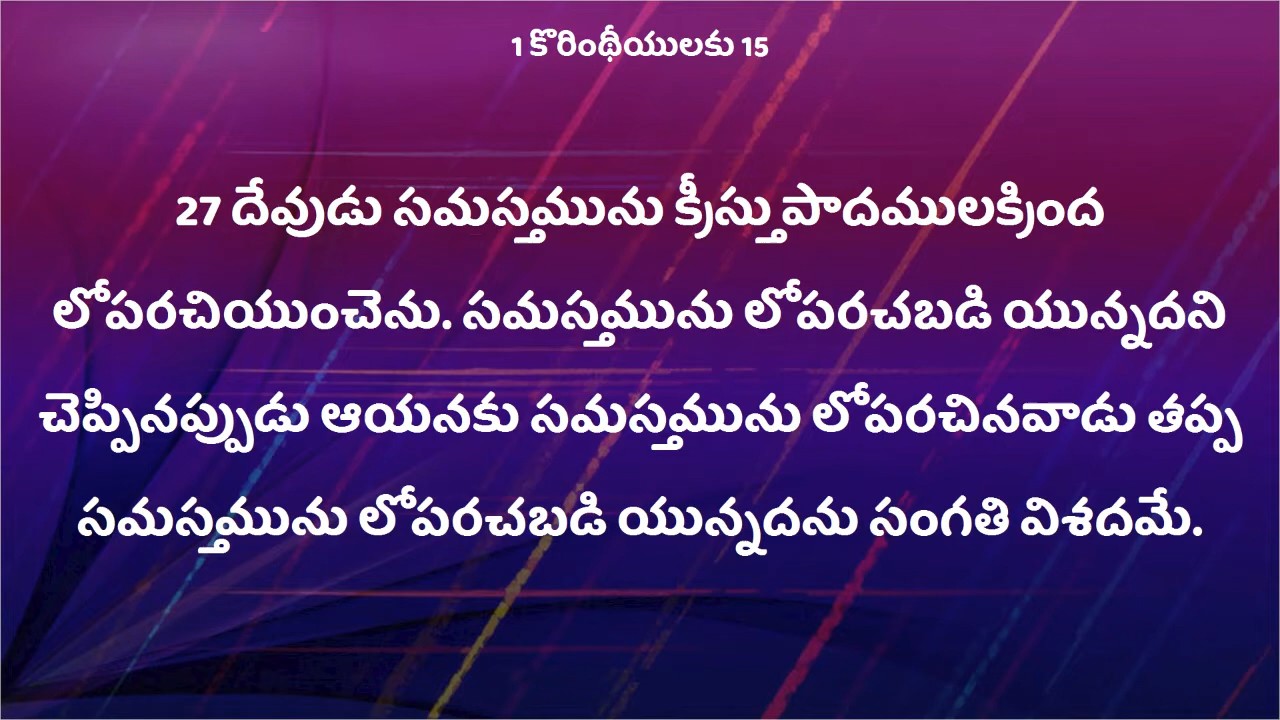 1 కొరింథీయులకు 15
27 దేవుడు సమస్తమును క్రీస్తుపాదములక్రింద
లోపరచియుంచెను. సమస్తమును లోపరచబడి యున్నదని
చెప్పినప్పుడు ఆయనకు సమస్తమును లోపరచినవాడు తప్ప
సమస్తమును లోపరచబడి యున్నదను సంగతి విశదమే.